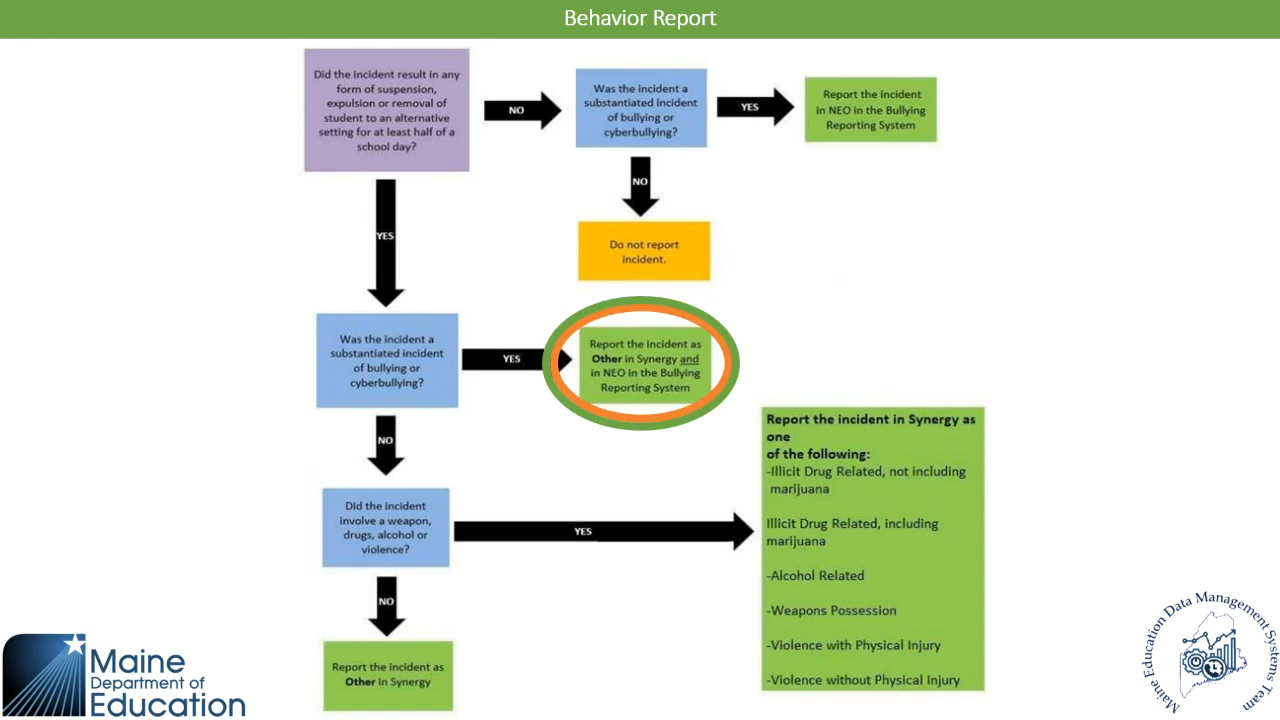 Behavior Report
Did the incident result in any
form of suspension,
expulsion or removal of
student to an alternative
setting for at least half of a
school day?
NO
Was the incident a
substantiated incident
of bullying or
cyberbullying?
YES
Report the incident
in NEO in the Bullying
Reporting System
NO
Do not report
incident.
YES
Was the incident a
substantiated incident
of bullying or
cyberbullying?
YES
Report the incident as
Other in Synergy and
in NEO in the Bullying
Reporting System
NO
Did the incident
involve a weapon,
drugs, alcohol or
violence?
YES
Report the incident in Synergy as
one
of the following:
-Illicit Drug Related, not including
marijuana
Illicit Drug Related, including
marijuana
-Alcohol Related
-Weapons Possession
-Violence with Physical Injury
-Violence without Physical Injury
NO
Report the incident as
Other in Synergy
Maine
Department of
Education
Maine Education Data Management Systems Team